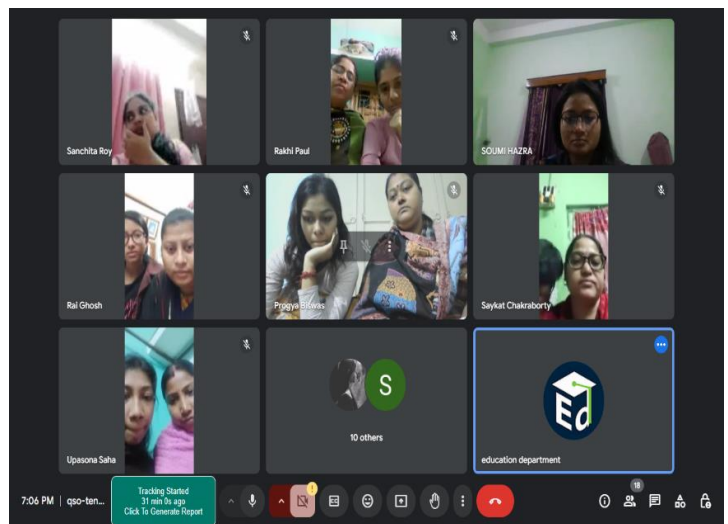 Sanchita Roy
Rakhi Paul
SOUMI HAZRA
Rai Ghosh
Progya Biswas
Saykat Chakraborty
Upasona Saha
S
10 others
Ed
education department
7:06 PM | qso-ten...
Tracking Started
31 min 0s ago
Click To Generate Report
18